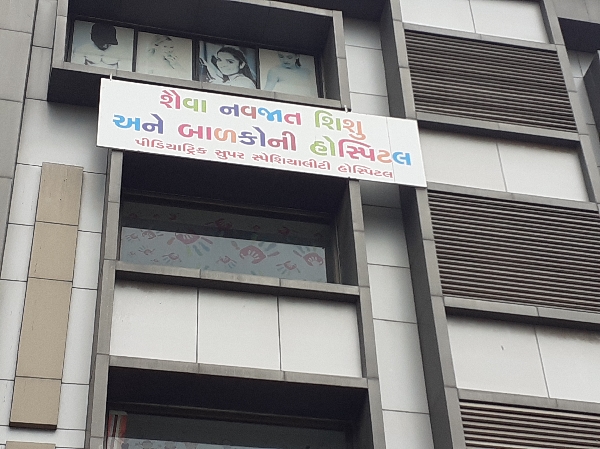 શૈવા નવજાત શિશુ
અને બાળકોની હોસ્પિટલ
પીડિયાટ્રિક સુપર સ્પેશિયાલીટી હોસ્પિટલ